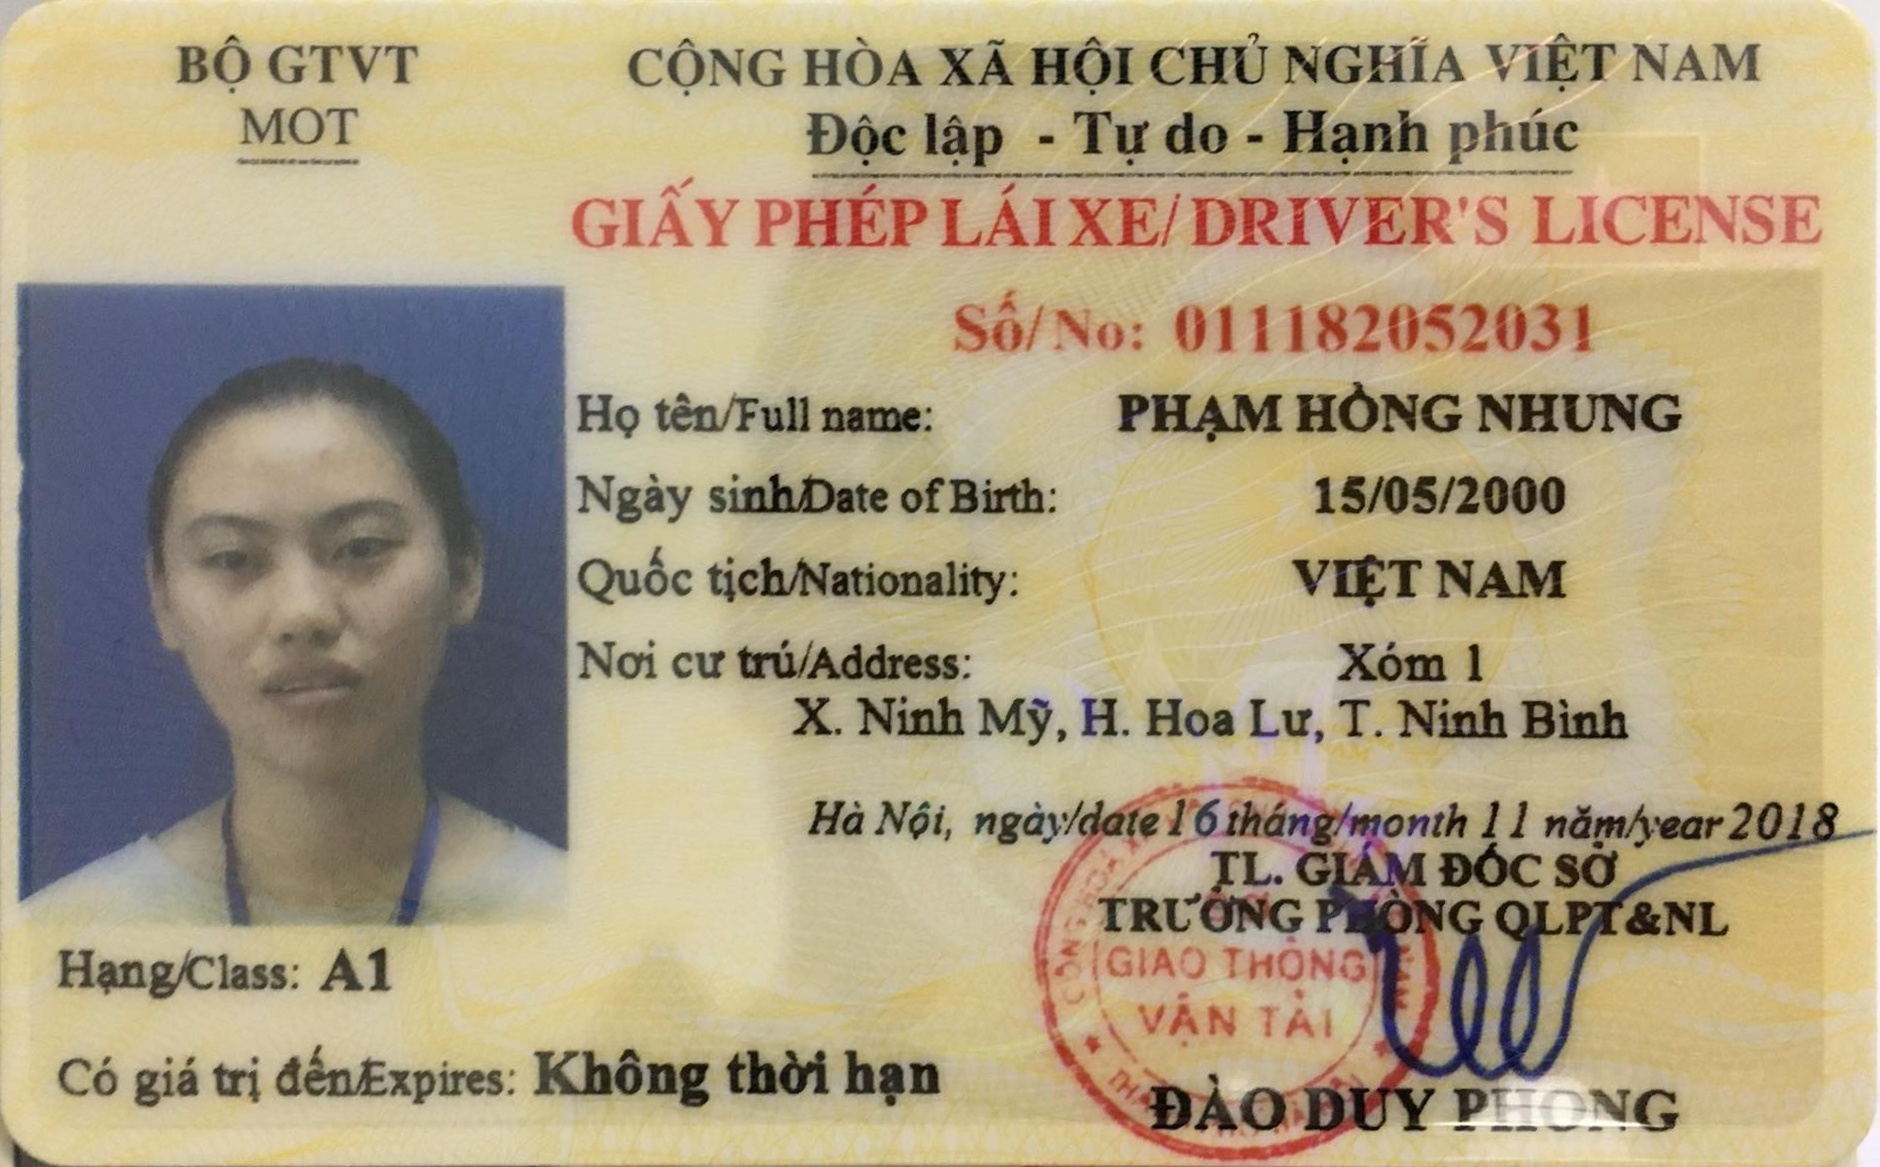 BỘ GTVT
MOT
CỘNG HÒA XÃ HỘI CHỦ NGHĨA VIỆT NAM
Độc lập - Tự do - Hạnh phúc
GIẤY PHÉP LÁI XE/ DRIVER'S LICENSE
Số/ No: 011182052031
Họ tên/Full name: PHẠM HỒNG NHUNG
Ngày sinh/Date of Birth: 15/05/2000
Quốc tịch/Nationality: VIỆT NAM
Nơi cư trú/Address: Xóm 1
X. Ninh Mỹ, H. Hoa Lư, T. Ninh Bình
Hà Nội, ngày/date 16 tháng/month 11 năm/year 2018
TL. GIÁM ĐỐC SỞ
TRƯỞNG PHÒNG QLPT&NL
GIAO THÔNG
VẬN TẢI
ĐÀO DUY PHONG
Hạng/Class: A1
Có giá trị đến/Expires: Không thời hạn